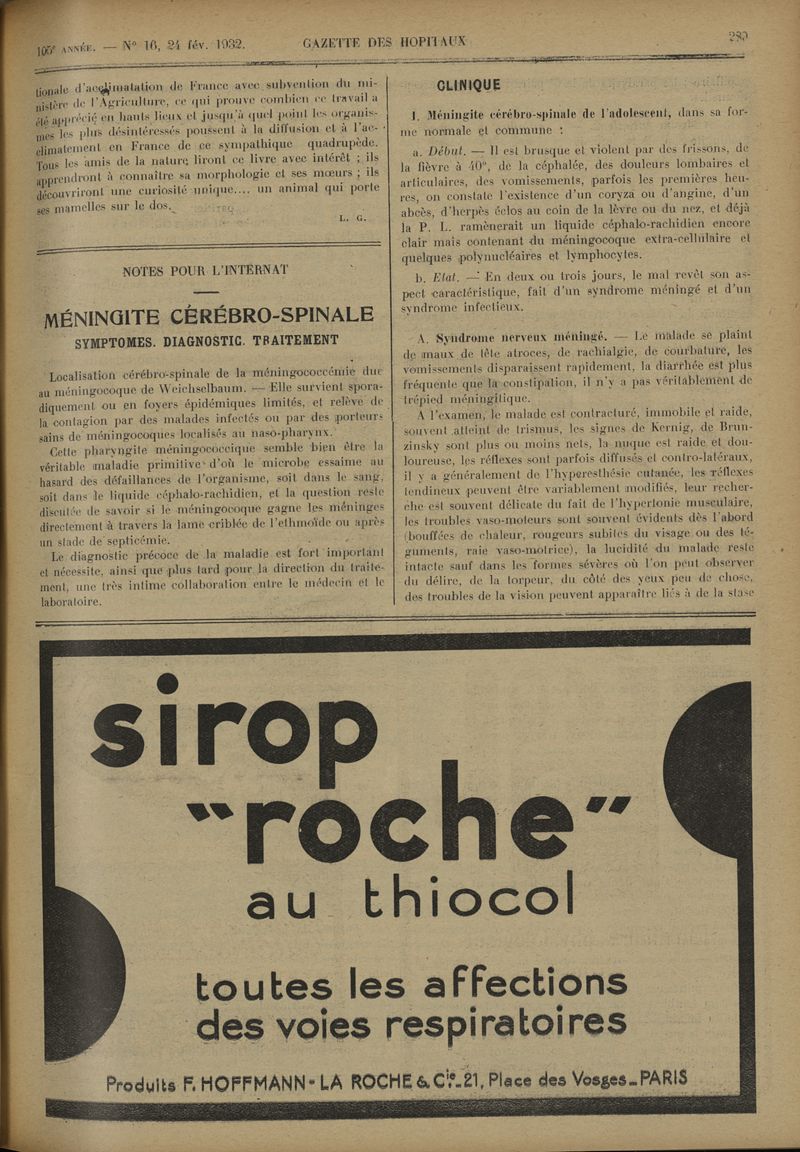 105e ANNÉE. — N° 16, 24 fév. 1932.
GAZETTE DES HOPITAUX
289
tionale d'acclimatation de France avec subvention du mi-
nistère de l'Agriculture, ce qui prouve combien ce travail a
été apprécié en hauts lieux et jusqu'à quel point les organis-
mes les plus désintéressés poussent à la diffusion et à l'ac-
climatement en France de ce sympathique quadrupède.
Tous les amis de la nature liront ce livre avec intérêt ; ils
apprendront à connaître sa morphologie et ses mœurs ; ils
découvriront une curiosité unique.... un animal qui porte
ses mamelles sur le dos.
L. G.
NOTES POUR L'INTERNAT
MÉNINGITE CÉRÉBRO-SPINALE
SYMPTOMES. DIAGNOSTIC. TRAITEMENT
Localisation cérébro-spinale de la méningococcémie due
au méningocoque de Weichselbaum. — Elle survient spora-
diquement ou en foyers épidémiques limités, et relève de
la contagion par des malades infectés ou par des porteurs
sains de méningocoques localisés au naso-pharynx.
Cette pharyngite méningococcique semble bien être la
véritable maladie primitive d'où le microbe essaime au
hasard des défaillances de l'organisme, soit dans le sang,
soit dans le liquide céphalo-rachidien, et la question reste
discutée de savoir si le méningocoque gagne les méninges
directement à travers la lame criblée de l'ethmoïde ou après
un stade de septicémie.
Le diagnostic précoce de la maladie est fort important
et nécessite, ainsi que plus tard pour la direction du traite-
ment, une très intime collaboration entre le médecin et le
laboratoire.
CLINIQUE
I. Méningite cérébro-spinale de l'adolescent, dans sa for-
me normale et commune :
a. Début. — Il est brusque et violent par des frissons, de
la fièvre à 40°, de la céphalée, des douleurs lombaires et
articulaires, des vomissements, parfois les premières heu-
res, on constate l'existence d'un coryza ou d'angine, d'un
abcès, d'herpès éclos au coin de la lèvre ou du nez, et déjà
la P. L. ramènerait un liquide céphalo-rachidien encore
clair mais contenant du méningocoque extra-cellulaire et
quelques polynucléaires et lymphocytes.
b. Etat. — En deux ou trois jours, le mal revêt son as-
pect caractéristique, fait d'un syndrome méningé et d'un
syndrome infectieux.
A. Syndrome nerveux méningé. — Le malade se plaint
de maux de tête atroces, de rachialgie, de courbature, les
vomissements disparaissent rapidement, la diarrhée est plus
fréquente que la constipation, il n'y a pas véritablement de
trépied méningitique.
A l'examen, le malade est contracturé, immobile et raide,
souvent atteint de trismus, les signes de Kernig, de Brun-
zinsky sont plus ou moins nets, la nuque est raide et dou-
loureuse, les réflexes sont parfois diffusés et contro-latéraux,
il y a généralement de l'hyperesthésie cutanée, les réflexes
tendineux peuvent être variablement modifiés, leur recher-
che est souvent délicate du fait de l'hypertonie musculaire,
les troubles vaso-moteurs sont souvent évidents dès l'abord
(bouffées de chaleur, rougeurs subites du visage ou des té-
guments, raie vaso-motrice), la lucidité du malade reste
intacte sauf dans les formes sévères où l'on peut observer
du délire, de la torpeur, du côté des yeux peu de chose,
des troubles de la vision peuvent apparaître liés à de la stase
sirop
"roche"
au thiocol
toutes les affections
des voies respiratoires
Produits F. HOFFMANN-LA ROCHE & Cie. 21, Place des Vosges_PARIS